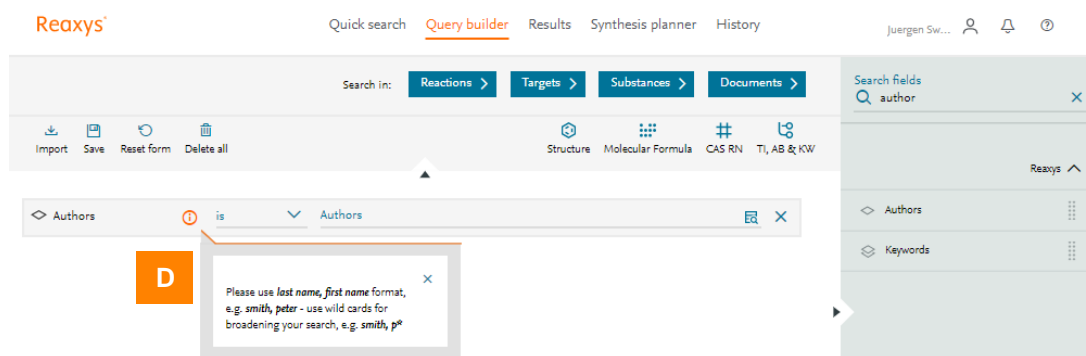 Reaxys
Quick search Query builder Results Synthesis planner History
Juergen Sw...
Search in: Reactions Targets Substances Documents
Search fields
author
Import Save Reset form Delete all
Structure Molecular Formula CAS RN TI, AB & KW
Reaxys
Authors is Authors
Authors
Keywords
D
Please use last name, first name format,
e.g. smith, peter - use wild cards for
broadening your search, e.g. smith, p*